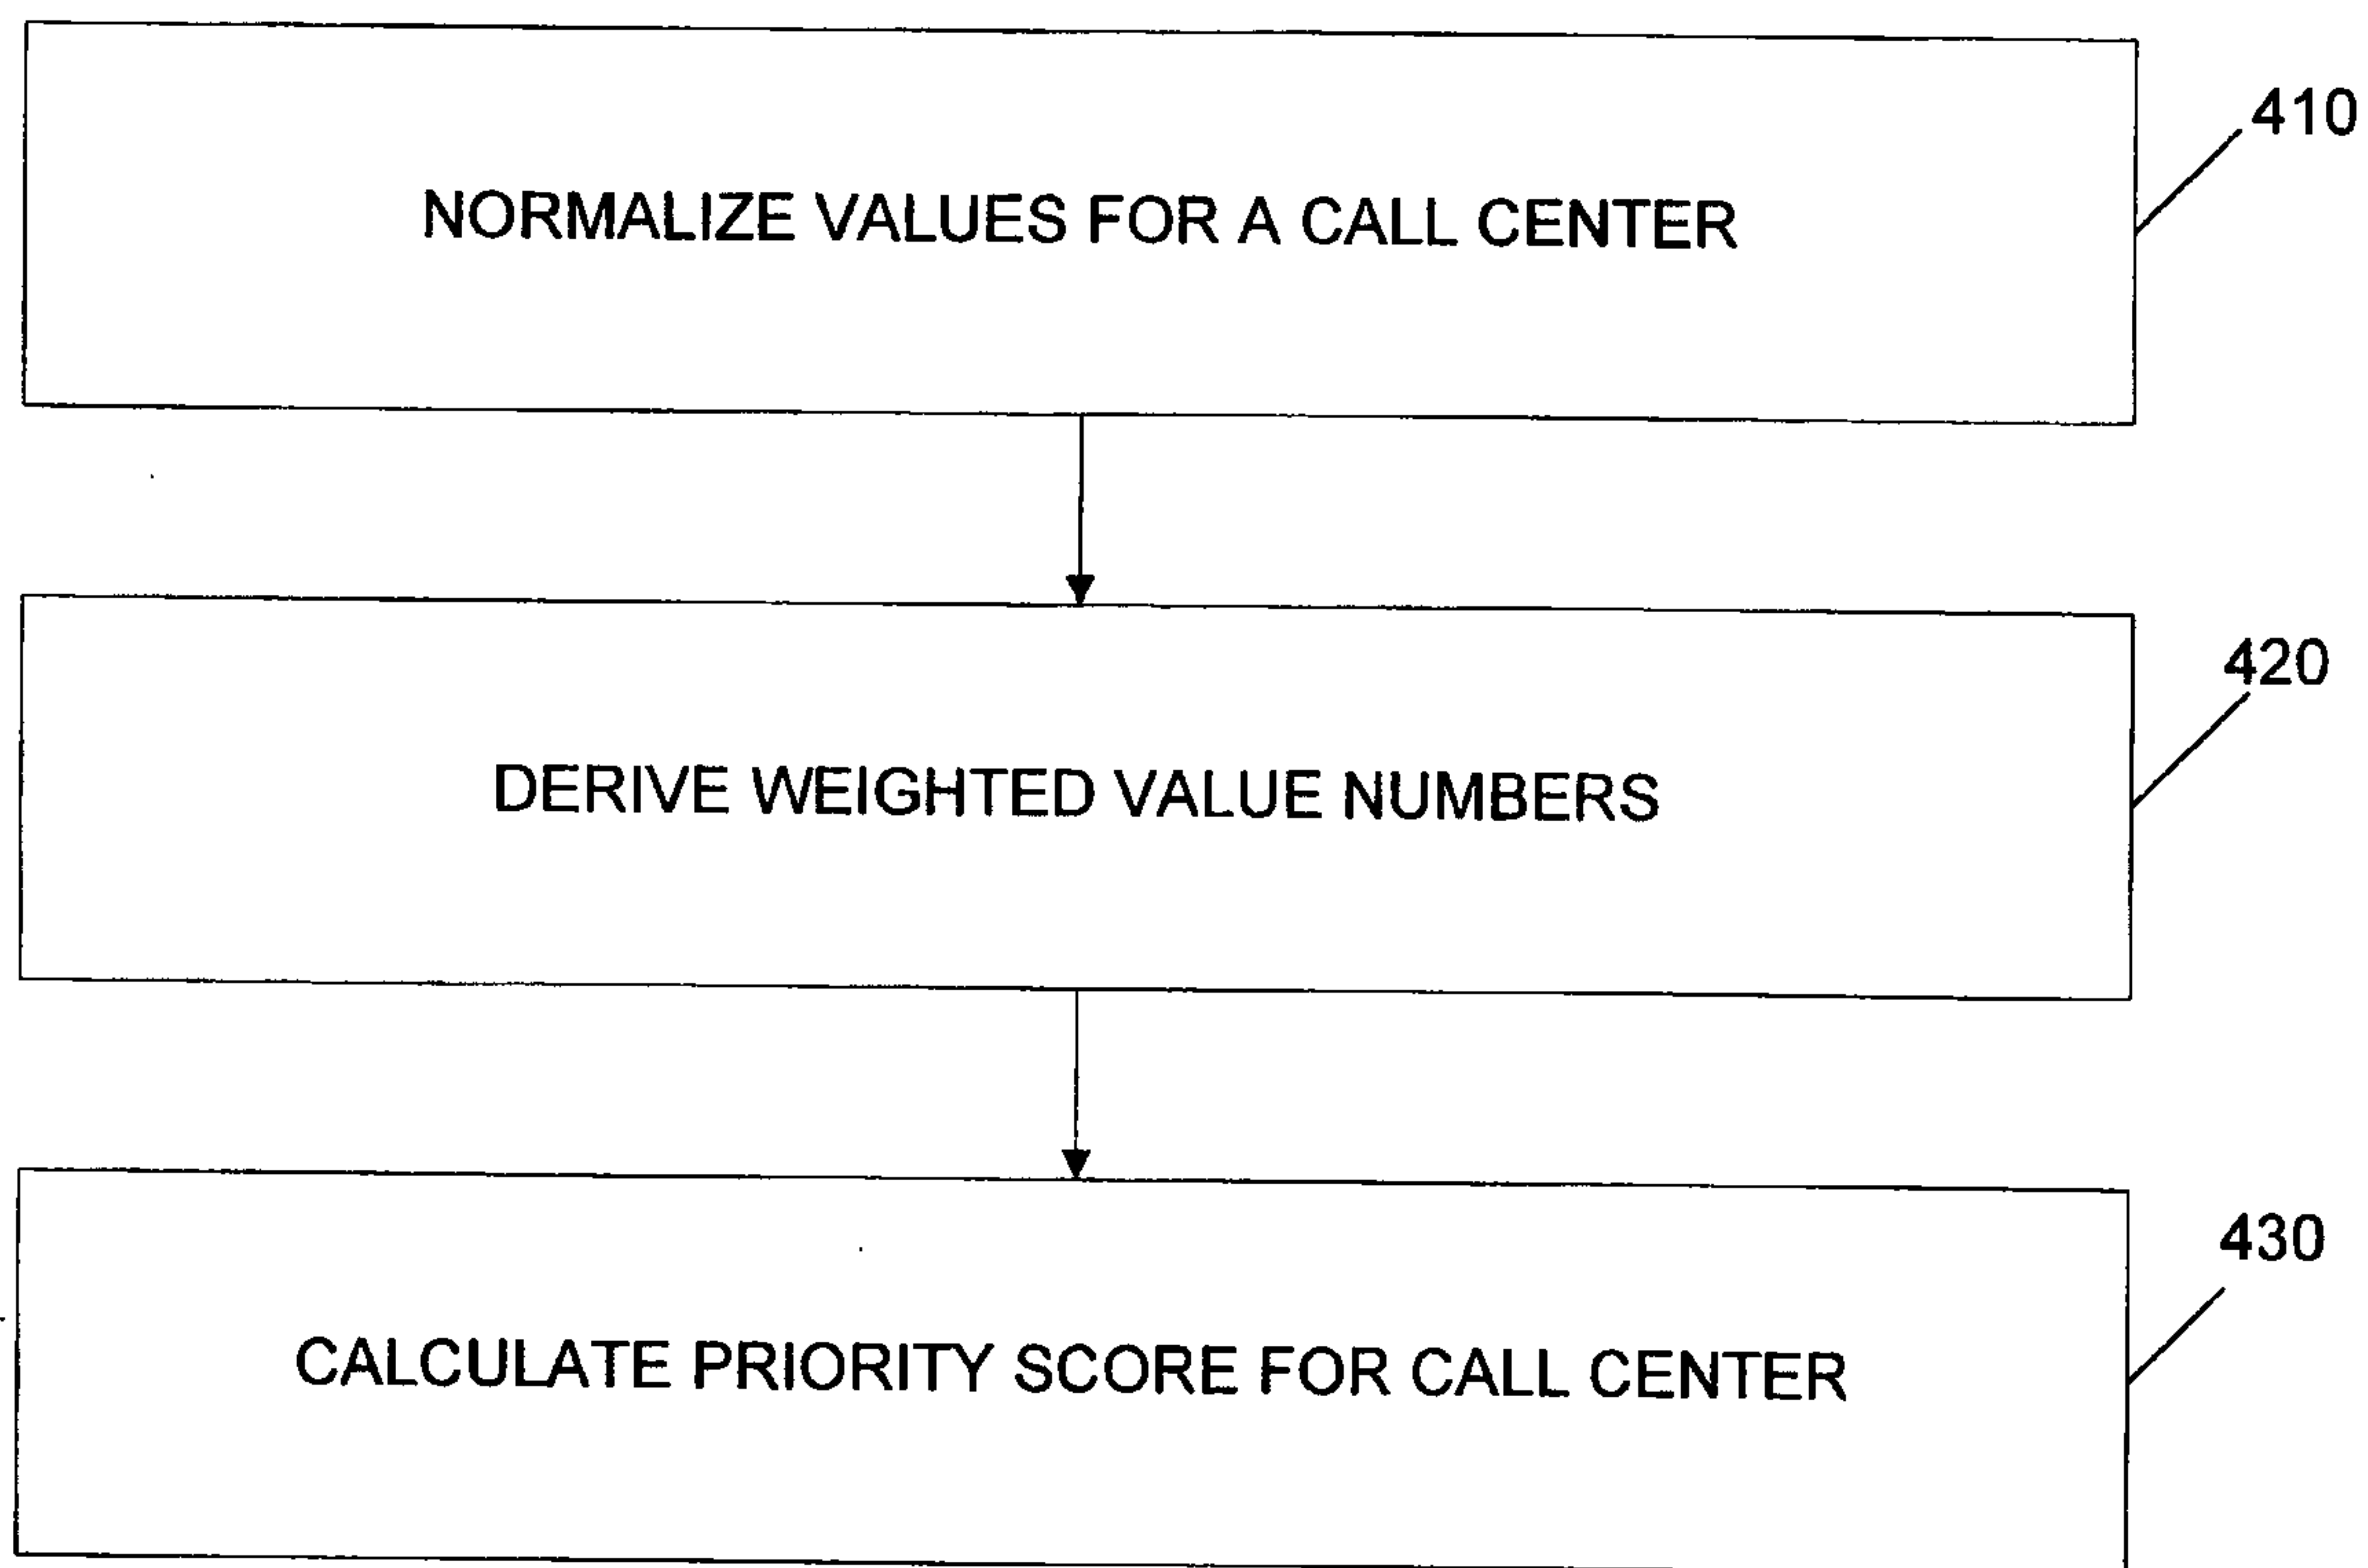 410
NORMALIZE VALUES FOR A CALL CENTER
420
DERIVE WEIGHTED VALUE NUMBERS
430
CALCULATE PRIORITY SCORE FOR CALL CENTER